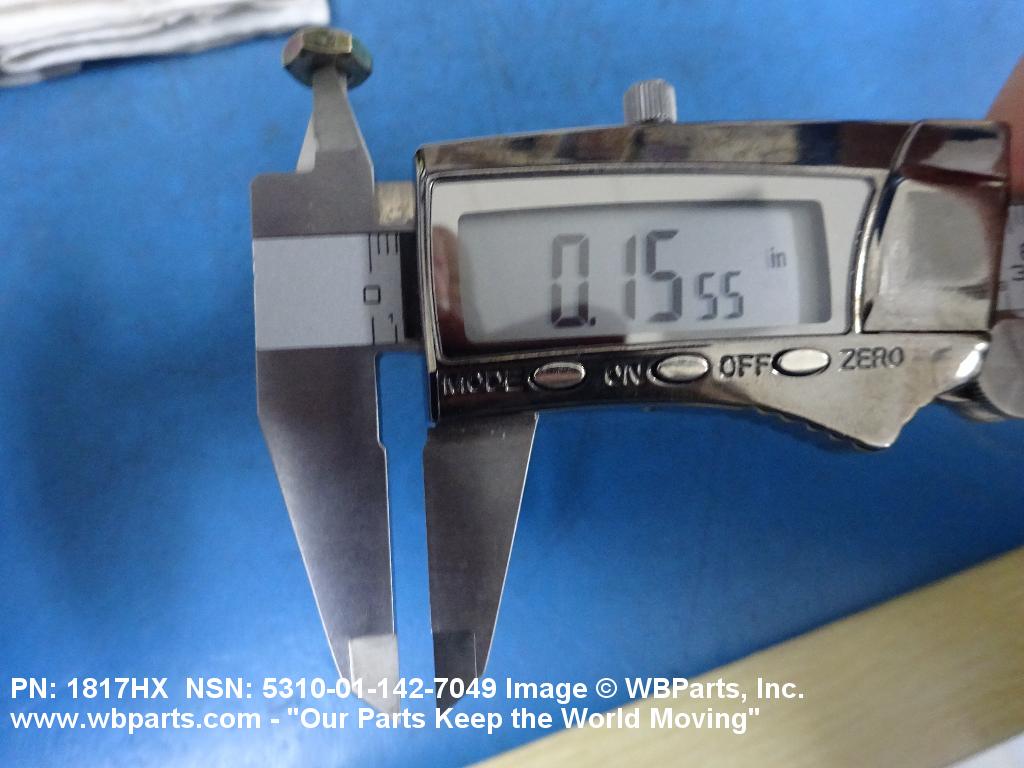 0.1555 in
MODE ON OFF ZERO
0
PN: 1817HX NSN: 5310-01-142-7049 Image © WBParts, Inc.
www.wbparts.com - "Our Parts Keep the World Moving"